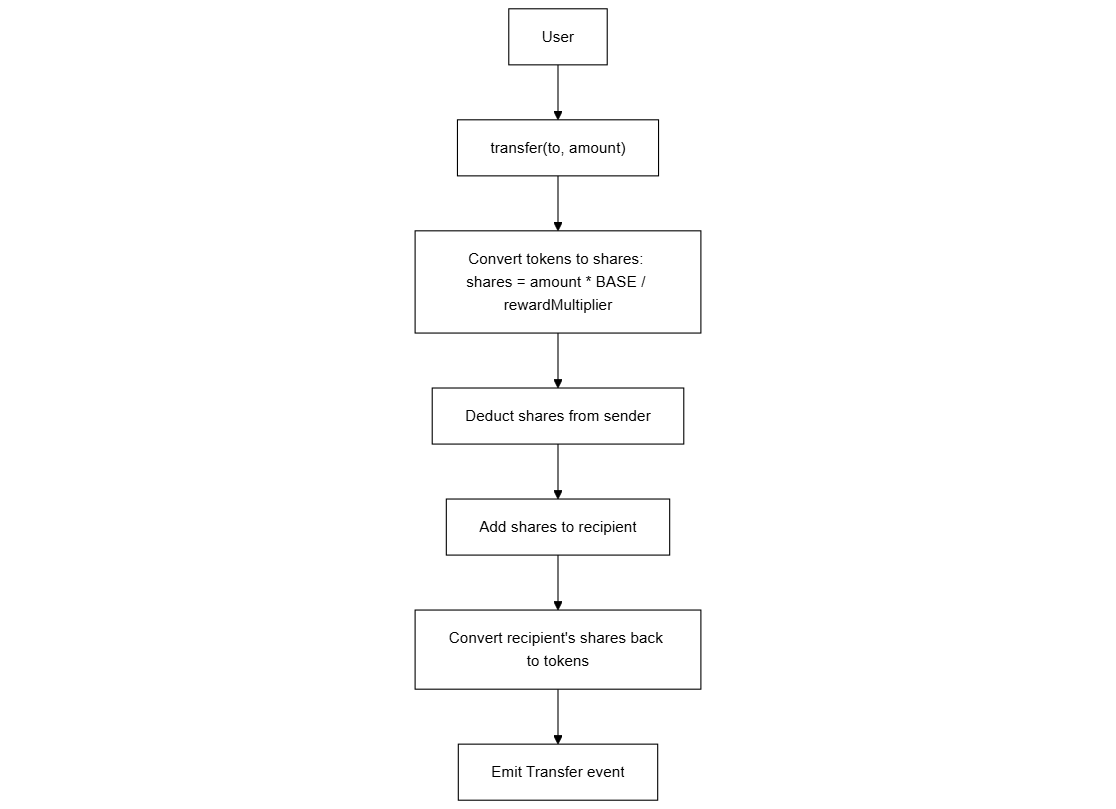 User
transfer(to, amount)
Convert tokens to shares:
shares = amount * BASE /
rewardMultiplier
Deduct shares from sender
Add shares to recipient
Convert recipient's shares back
to tokens
Emit Transfer event